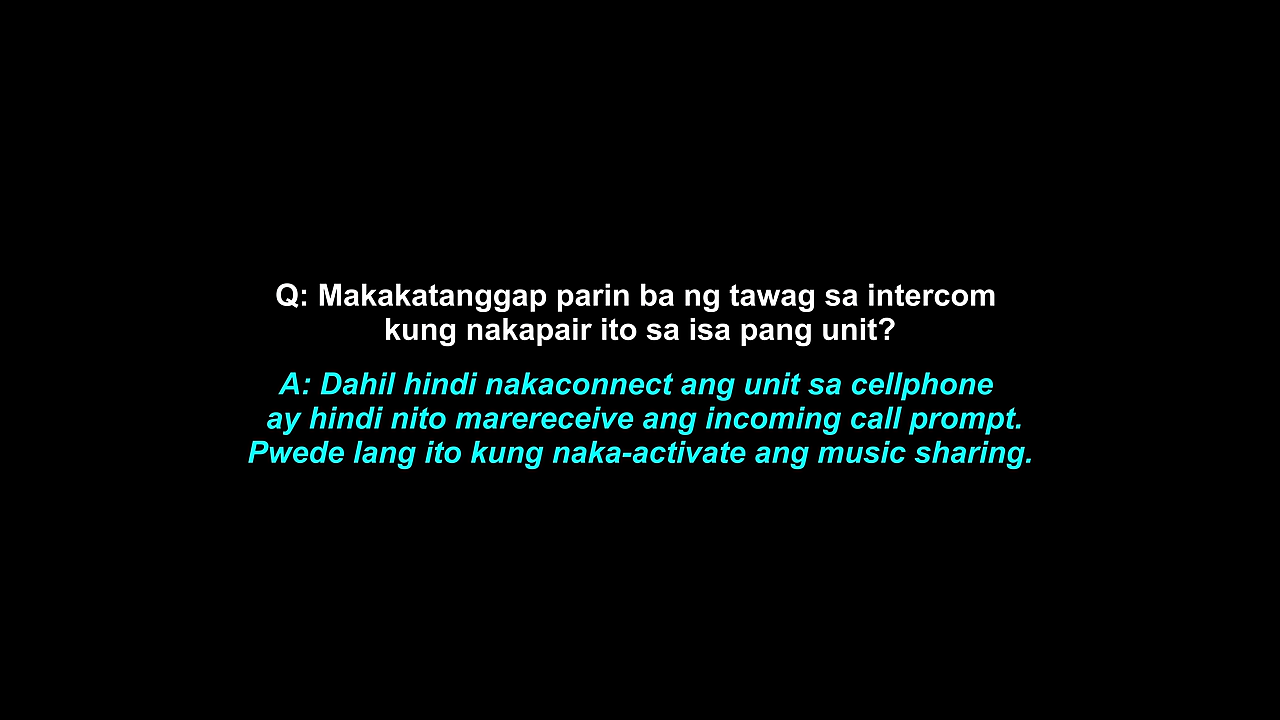 Q: Makakatanggap parin ba ng tawag sa intercom
kung nakapair ito sa isa pang unit?
A: Dahil hindi nakaconnect ang unit sa cellphone
ay hindi nito marereceive ang incoming call prompt.
Pwede lang ito kung naka-activate ang music sharing.